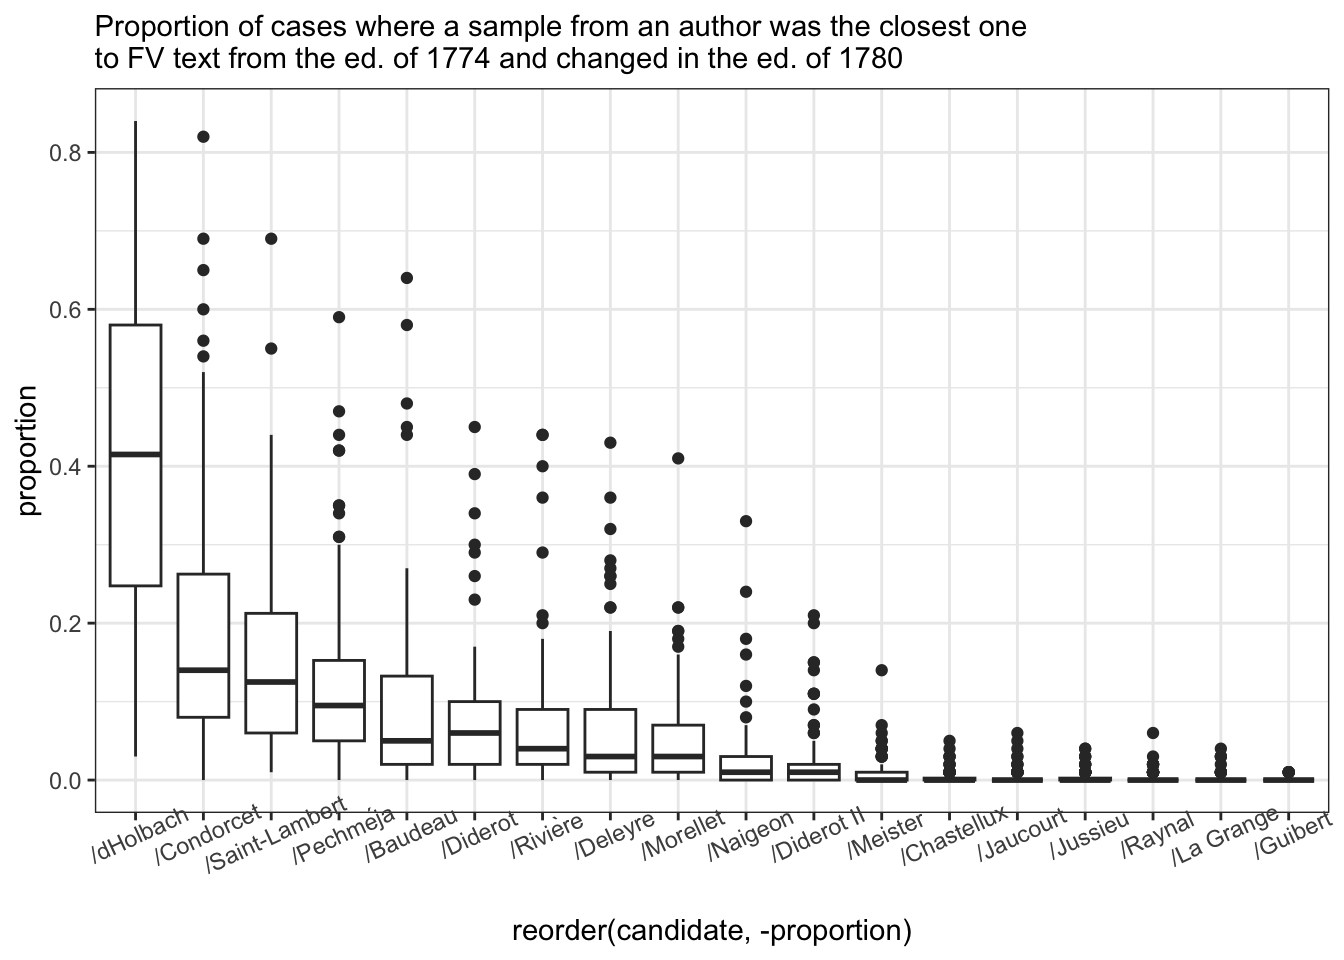 Proportion of cases where a sample from an author was the closest one
to FV text from the ed. of 1774 and changed in the ed. of 1780
proportion
0.8
0.6
0.4
0.2
0.0
/dHolbach
/Condorcet
/Saint-Lambert
/Pechméja
/Baudeau
/Diderot
/Rivière
/Deleyre
/Morellet
/Naigeon
/Diderot II
/Meister
/Chastellux
/Jaucourt
/Jussieu
/Raynal
/La Grange
/Guibert
reorder(candidate, -proportion)